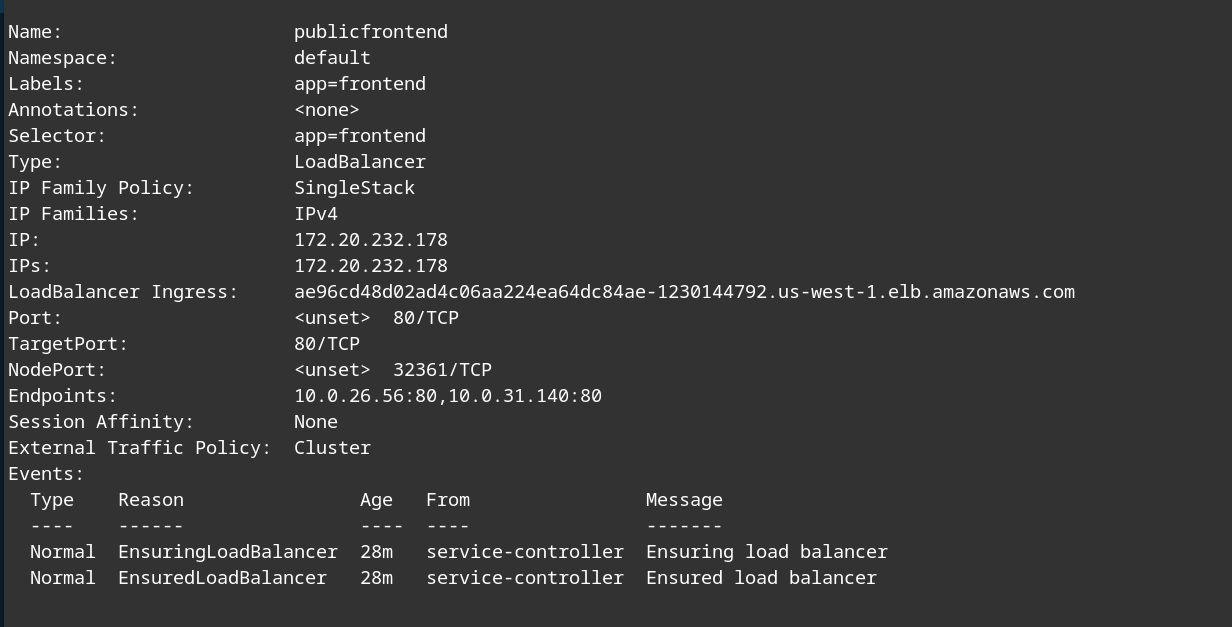 Name:                     publicfrontend
Namespace:                default
Labels:                   app=frontend
Annotations:              <none>
Selector:                 app=frontend
Type:                     LoadBalancer
IP Family Policy:         SingleStack
IP Families:              IPv4
IP:                       172.20.232.178
IPs:                      172.20.232.178
LoadBalancer Ingress:     ae96cd48d02ad4c06aa224ea64dc84ae-1230144792.us-west-1.elb.amazonaws.com
Port:                     <unset>  80/TCP
TargetPort:               80/TCP
NodePort:                 <unset>  32361/TCP
Endpoints:                10.0.26.56:80,10.0.31.140:80
Session Affinity:         None
External Traffic Policy:  Cluster
Events:
  Type    Reason                Age   From                Message
  ----    ------                ----  ----                -------
  Normal  EnsuringLoadBalancer  28m   service-controller  Ensuring load balancer
  Normal  EnsuredLoadBalancer   28m   service-controller  Ensured load balancer